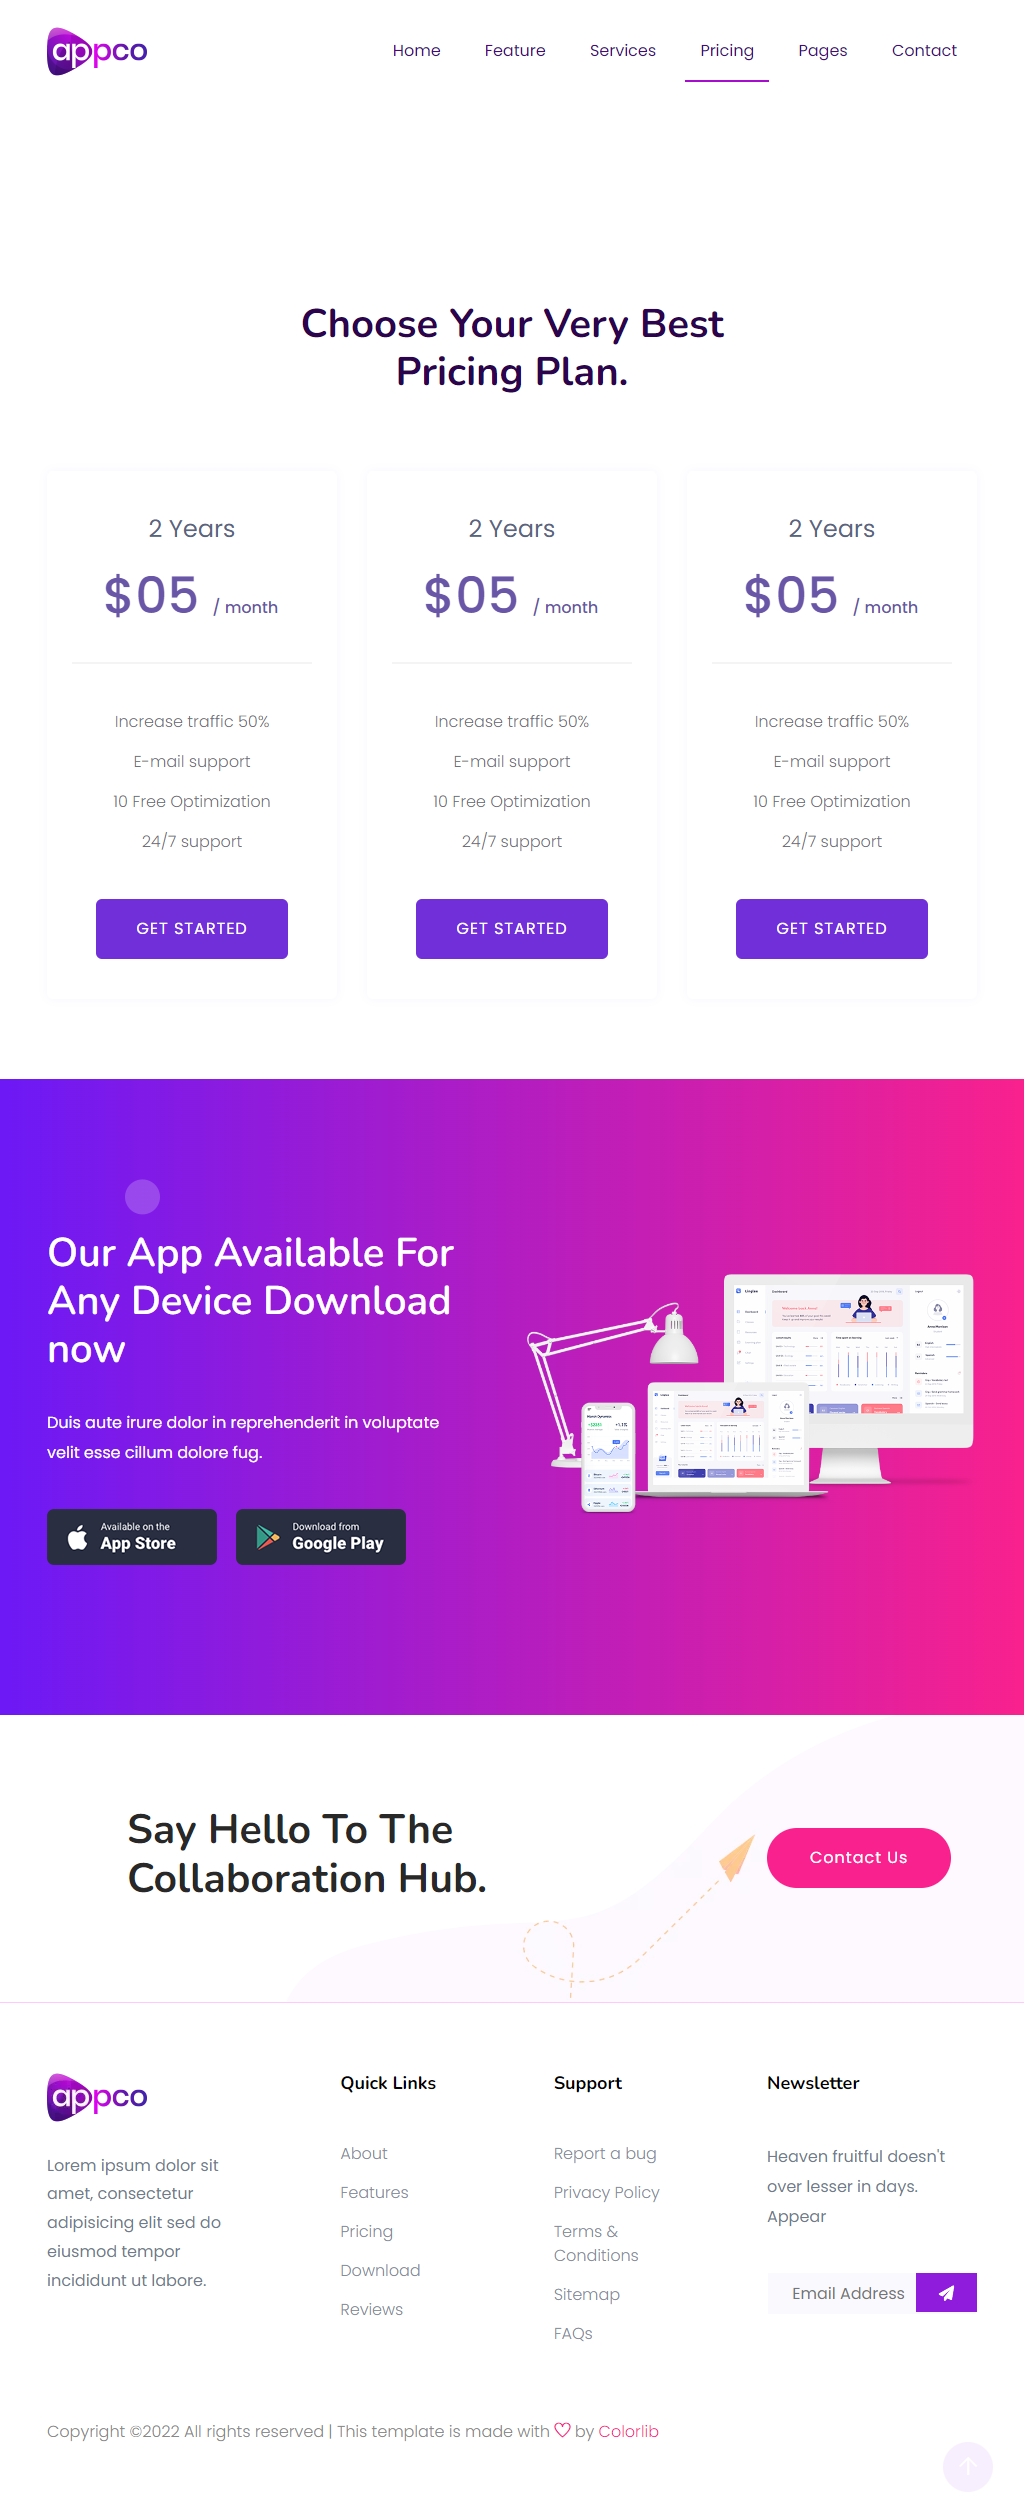 appco
Home Feature Services Pricing Pages Contact
Choose Your Very Best
Pricing Plan.
2 Years
$05 / month
Increase traffic 50%
E-mail support
10 Free Optimization
24/7 support
GET STARTED
2 Years
$05 / month
Increase traffic 50%
E-mail support
10 Free Optimization
24/7 support
GET STARTED
2 Years
$05 / month
Increase traffic 50%
E-mail support
10 Free Optimization
24/7 support
GET STARTED
Our App Available For
Any Device Download
now
Duis aute irure dolor in reprehenderit in voluptate
velit esse cillum dolore fug.
Available on the
App Store
Download from
Google Play
Say Hello To The
Collaboration Hub.
Contact Us
appco
Lorem ipsum dolor sit
amet, consectetur
adipisicing elit sed do
eiusmod tempor
incididunt ut labore.
Quick Links
About
Features
Pricing
Download
Reviews
Support
Report a bug
Privacy Policy
Terms &
Conditions
Sitemap
FAQs
Newsletter
Heaven fruitful doesn't
over lesser in days.
Appear
Email Address
Copyright ©2022 All rights reserved | This template is made with ♡ by Colorlib